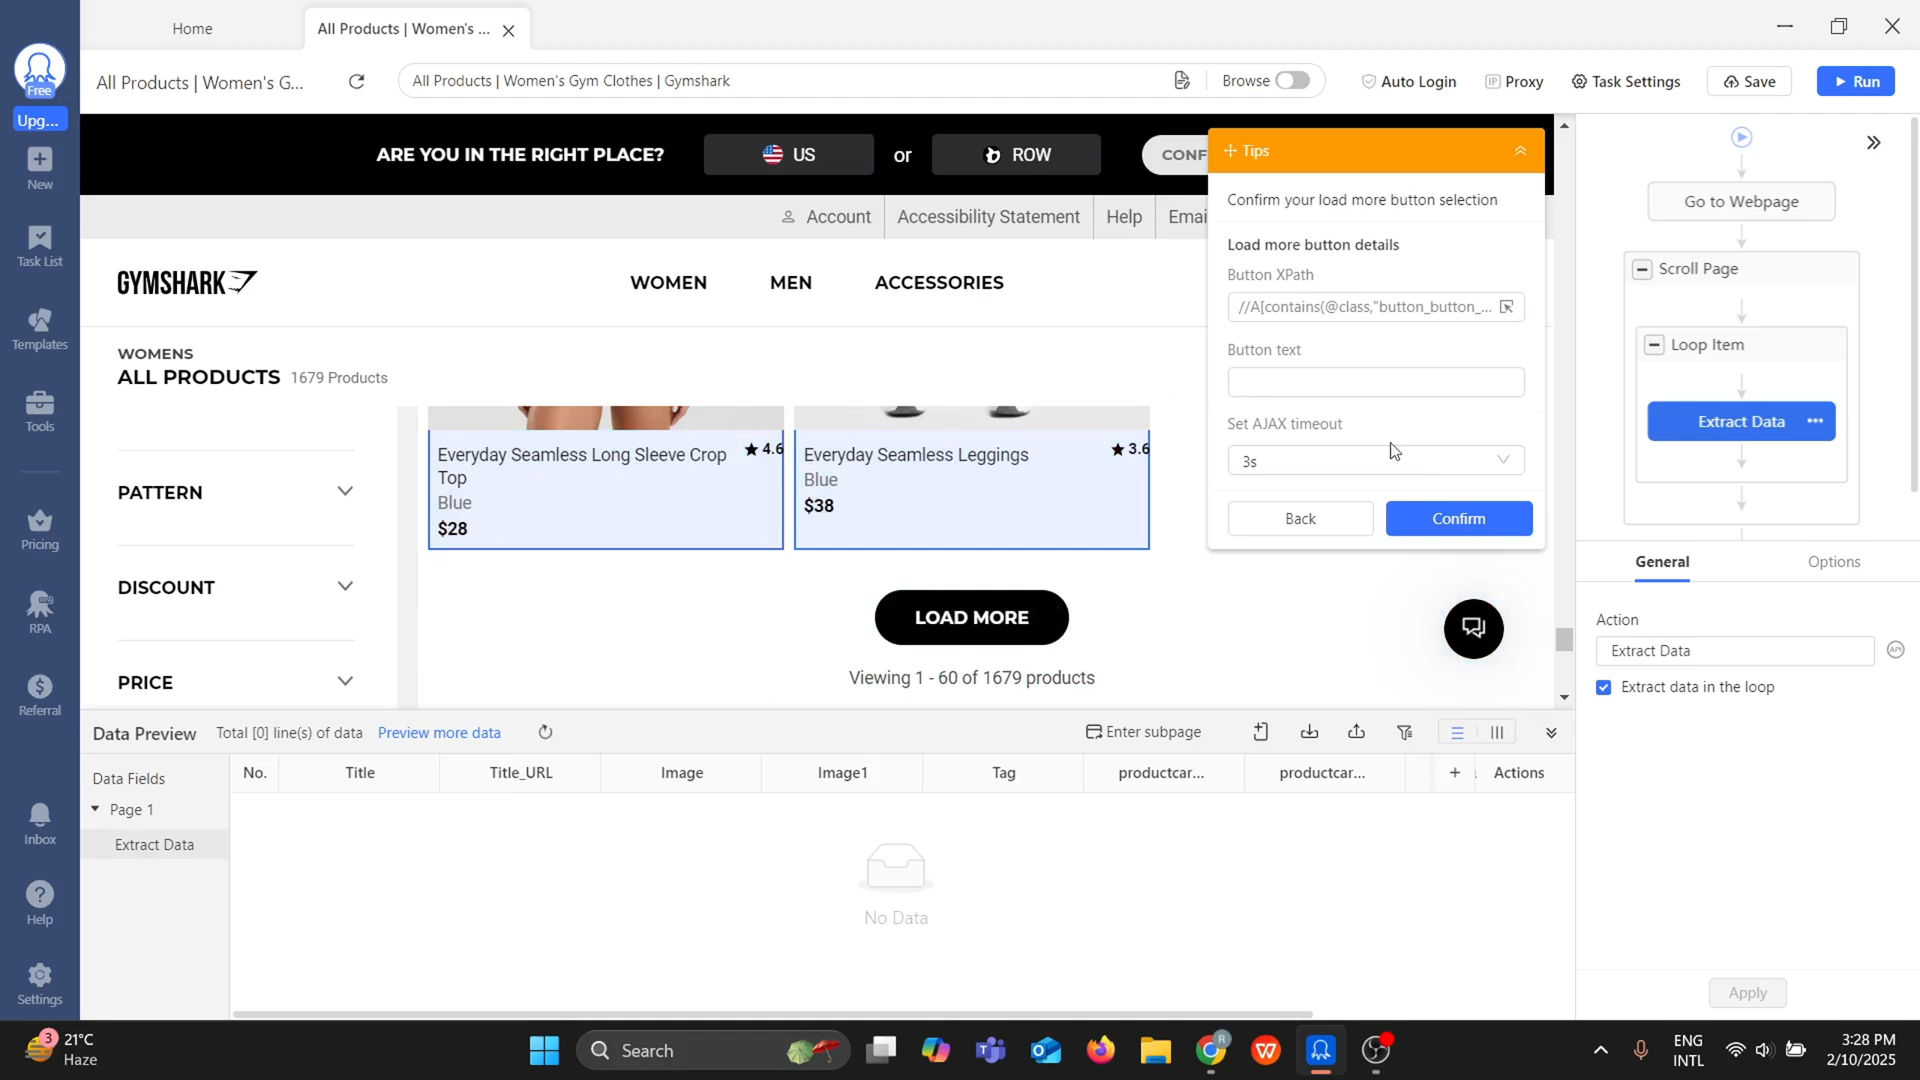 Home
All Products | Women's ...
Free
Upg...
New
Task List
Templates
Tools
Pricing
RPA
Referral
Inbox
Help
Settings
All Products | Women's G...
All Products | Women's Gym Clothes | Gymshark
Browse
Auto Login
IP Proxy
Task Settings
Save
Run
ARE YOU IN THE RIGHT PLACE?
US
or
ROW
CONF
Account
Accessibility Statement
Help
Emai
GYMSHARK
WOMEN
MEN
ACCESSORIES
WOMENS
ALL PRODUCTS 1679 Products
PATTERN
DISCOUNT
PRICE
Everyday Seamless Long Sleeve Crop
Top
4.6
Blue
$28
Everyday Seamless Leggings
3.6
Blue
$38
LOAD MORE
Viewing 1 - 60 of 1679 products
Tips
Confirm your load more button selection
Load more button details
Button XPath
//A[contains(@class,"button_button_...
Button text
Set AJAX timeout
3s
Back
Confirm
Go to Webpage
Scroll Page
Loop Item
Extract Data
General
Options
Action
Extract Data
API
Extract data in the loop
Apply
Data Preview
Total [0] line(s) of data
Preview more data
Enter subpage
Data Fields
Page 1
Extract Data
No.
Title
Title_URL
Image
Image1
Tag
productcar...
productcar...
Actions
No Data
3
21°C
Haze
Search
R
ENG
INTL
3:28 PM
2/10/2025